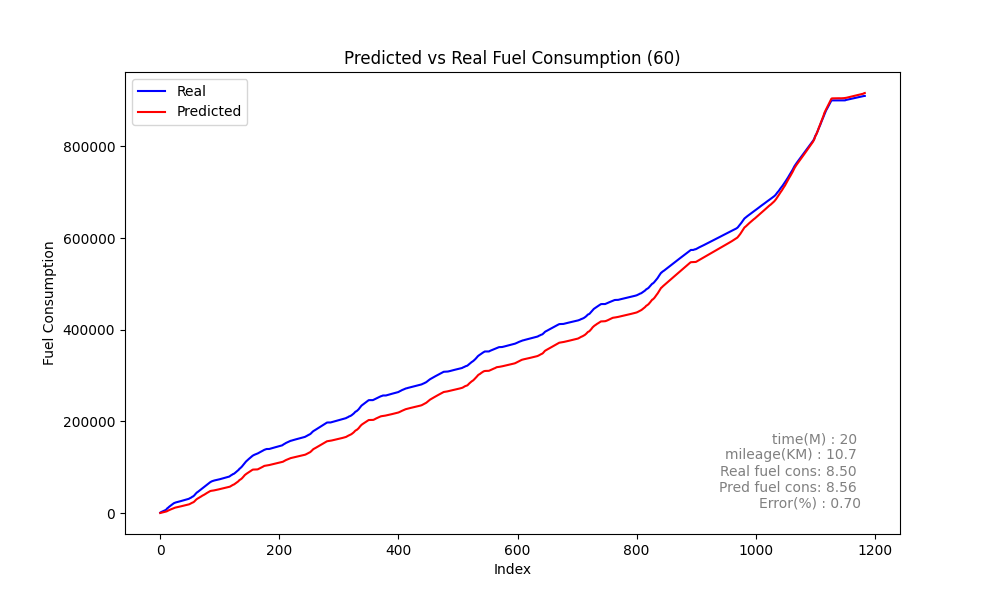 Predicted vs Real Fuel Consumption (60)
Real
Predicted
Fuel Consumption
800000
600000
400000
200000
0
time(M) : 20
mileage(KM) : 10.7
Real fuel cons: 8.50
Pred fuel cons: 8.56
Error(%) : 0.70
0 200 400 600 800 1000 1200
Index